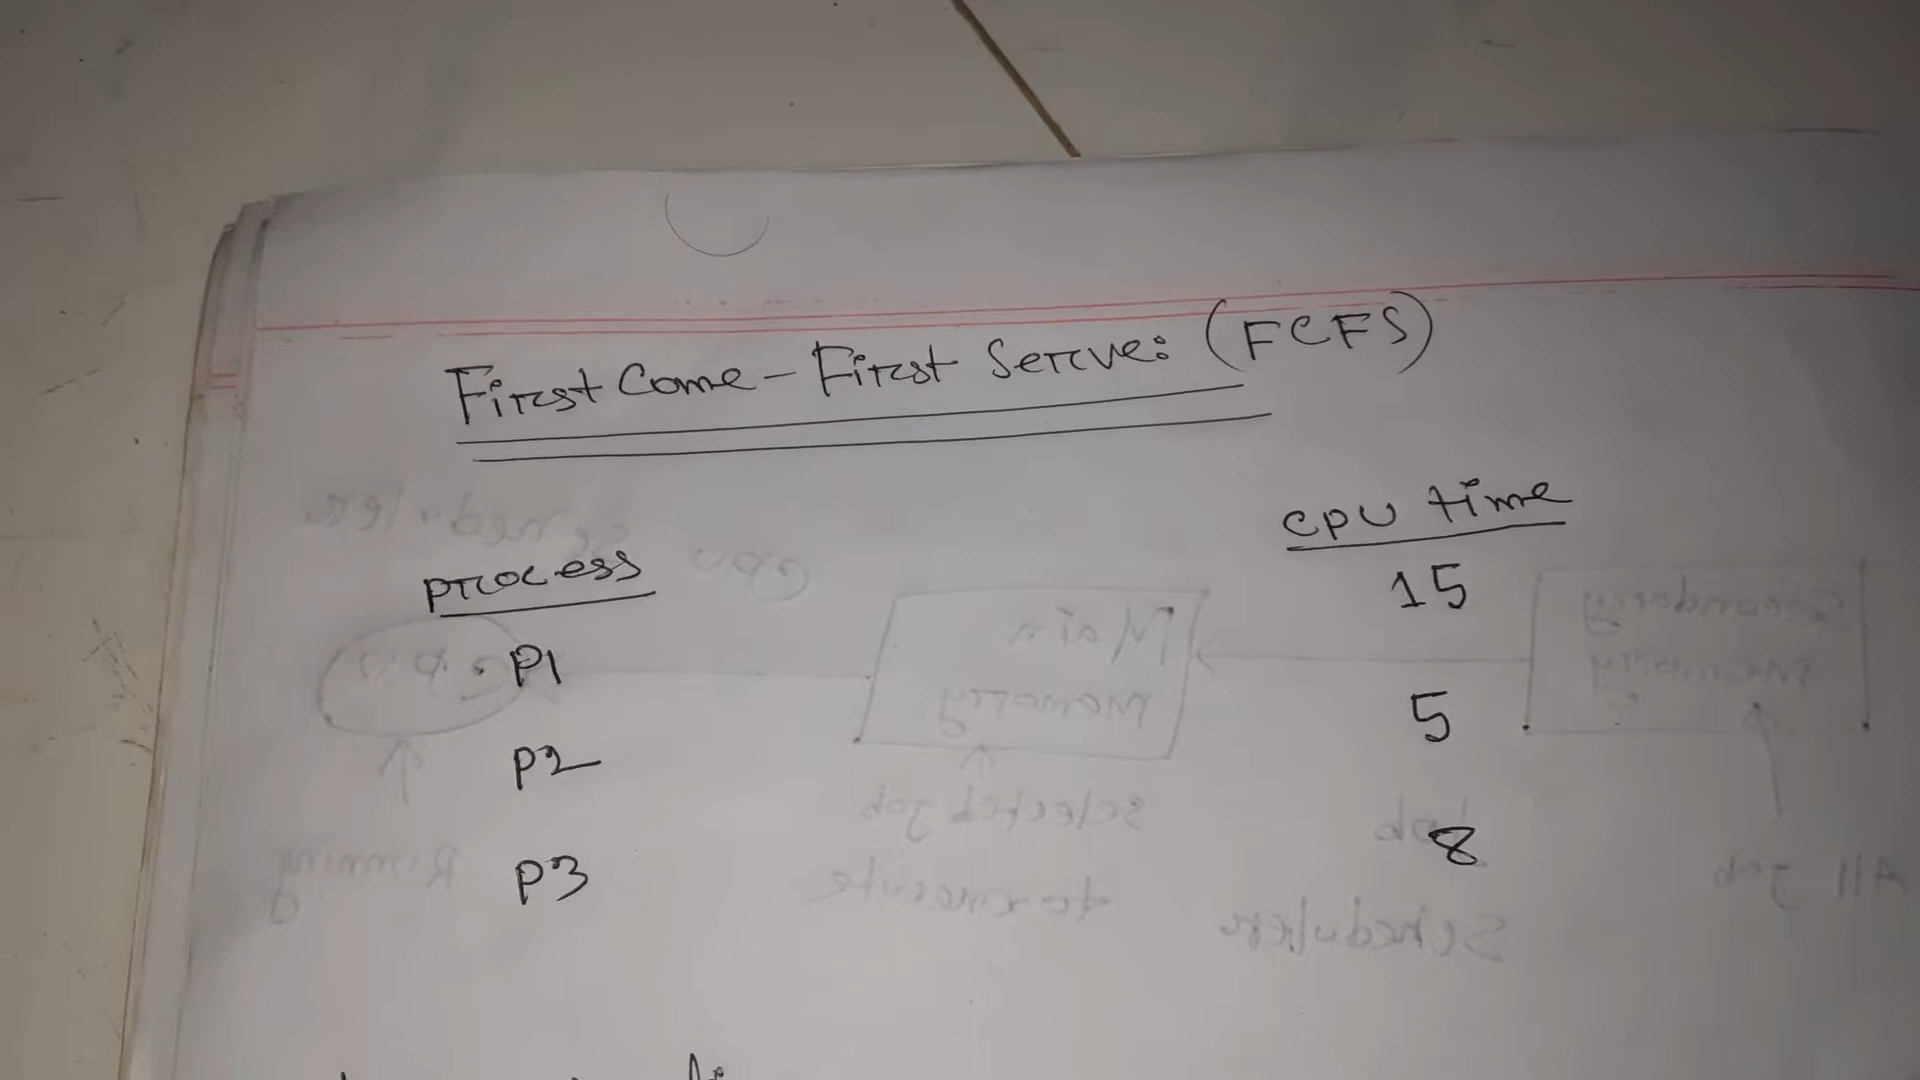 First Come - First Serve: (FCFS)
process CPU time
P1 15
P2 5
P3 8